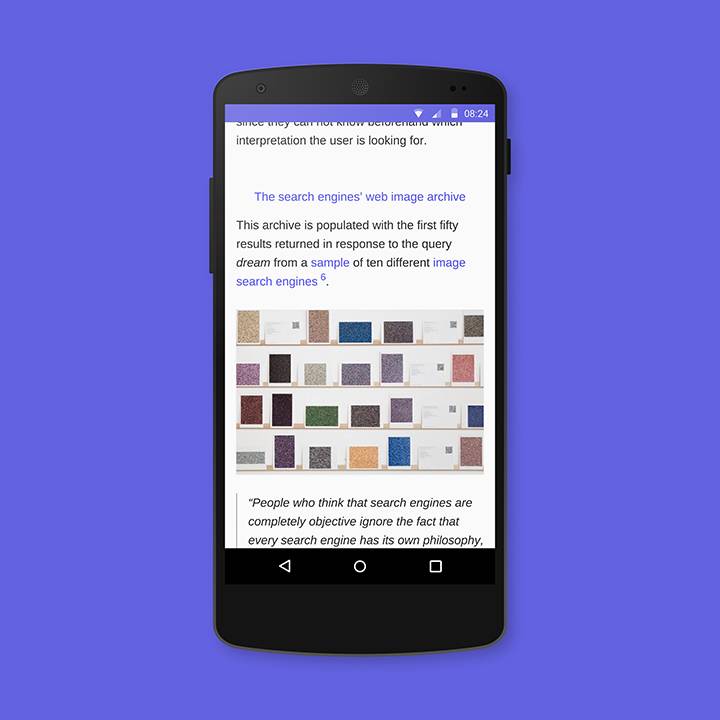 08:24
since they can not know beforehand which
interpretation the user is looking for.
The search engines' web image archive
This archive is populated with the first fifty
results returned in response to the query
dream from a sample of ten different image
search engines 6.
“People who think that search engines are
completely objective ignore the fact that
every search engine has its own philosophy,